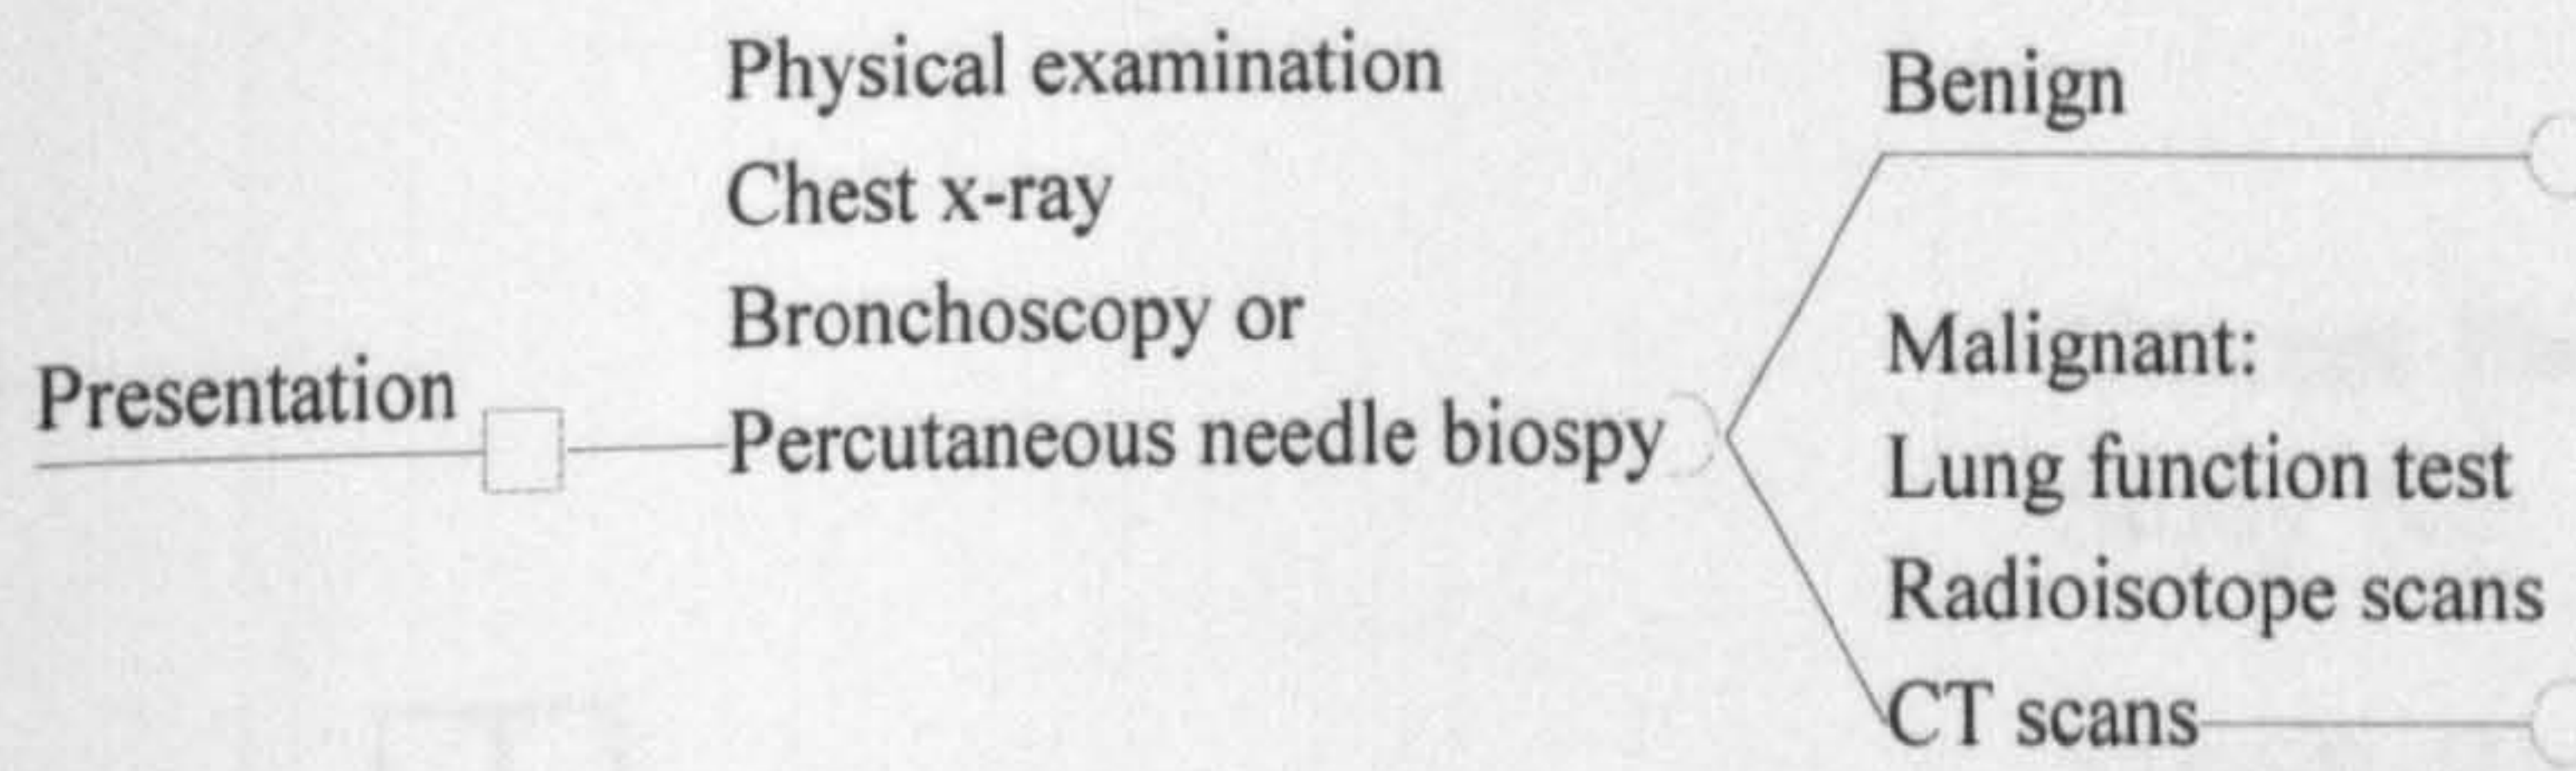 Presentation
Physical examination
Chest x-ray
Bronchoscopy or
Percutaneous needle biospy
Benign
Malignant:
Lung function test
Radioisotope scans
CT scans